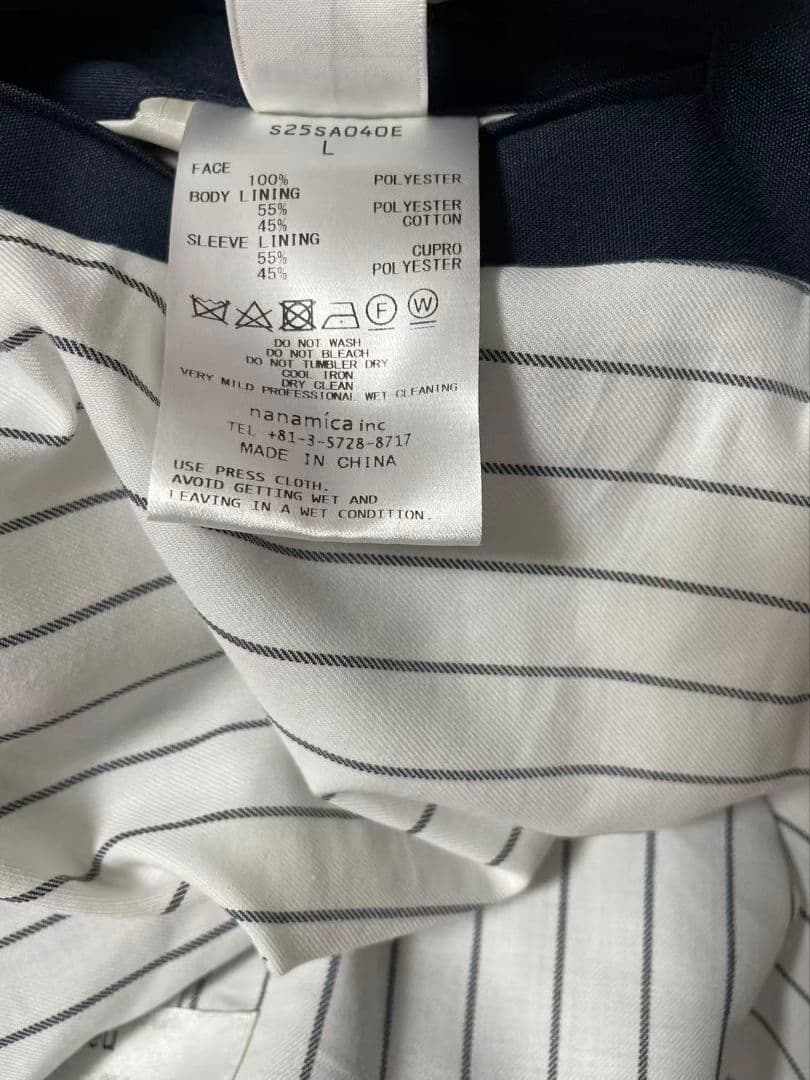 S25SA040E
L
FACE
100% POLYESTER
BODY LINING
55% POLYESTER
45% COTTON
SLEEVE LINING
55% CUPRO
45% POLYESTER
F W
DO NOT WASH
DO NOT BLEACH
DO NOT TUMBLER DRY
COOL IRON
DRY CLEAN
VERY MILD PROFESSIONAL WET CLEANING
nanamica inc
TEL +81-3-5728-8717
MADE IN CHINA
USE PRESS CLOTH.
AVOID GETTING WET AND
LEAVING IN A WET CONDITION.